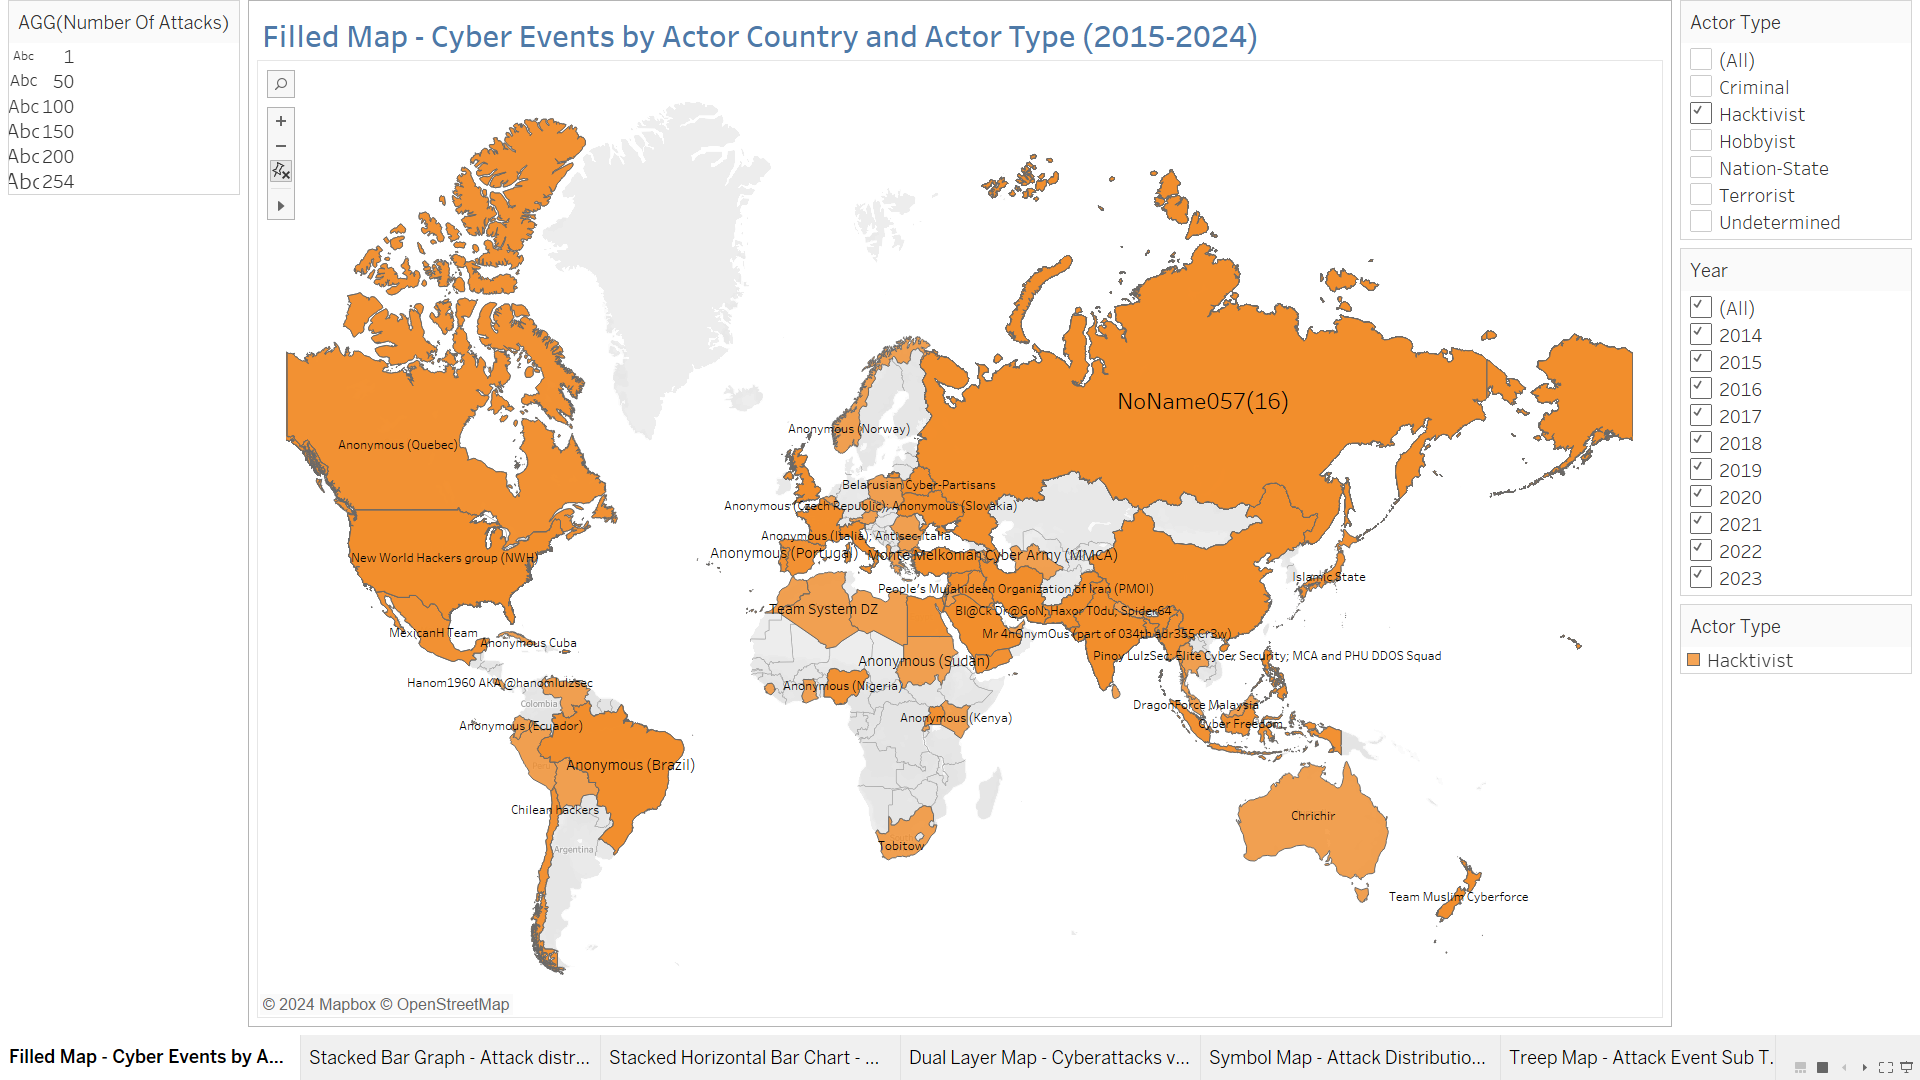 AGG(Number Of Attacks)
Abc 1
Abc 50
Abc 100
Abc 150
Abc 200
Abc 254
Filled Map - Cyber Events by Actor Country and Actor Type (2015-2024)
Anonymous (Norway)
NoName057(16)
Anonymous (Quebec)
Belarusian Cyber-Partisans
Anonymous (Czech Republic); Anonymous (Slovakia)
Anonymous (Italia); Antisec-Italia
Anonymous (Portugal)
Monte Melkonian Cyber Army (MMCA)
New World Hackers group (NWH)
Islamic State
People's Mujahideen Organization of Iran (PMOI)
Team System DZ
Bl@Ck Dr@GoN; Haxor T0du; Spider64
MexicanH Team
Mr 4n0nymOus (part of 034th adr355 Cr3w)
Anonymous Cuba
Pinoy LulzSec; Elite Cyber Security; MCA and PHU DDOS Squad
Anonymous (Sudan)
Hanom1960 AKA @hanomlulzsec
Anonymous (Nigeria)
Colombia
DragonForce Malaysia
Anonymous (Kenya)
Anonymous (Ecuador)
Cyber Freedom
Anonymous (Brazil)
Chilean hackers
Chrichir
Tobitow
Argentina
Team Muslim Cyberforce
© 2024 Mapbox © OpenStreetMap
Actor Type
(All)
Criminal
Hacktivist
Hobbyist
Nation-State
Terrorist
Undetermined
Year
(All)
2014
2015
2016
2017
2018
2019
2020
2021
2022
2023
Actor Type
Hacktivist
Filled Map - Cyber Events by A...
Stacked Bar Graph - Attack distr...
Stacked Horizontal Bar Chart - ...
Dual Layer Map - Cyberattacks v...
Symbol Map - Attack Distributio...
Treep Map - Attack Event Sub T.